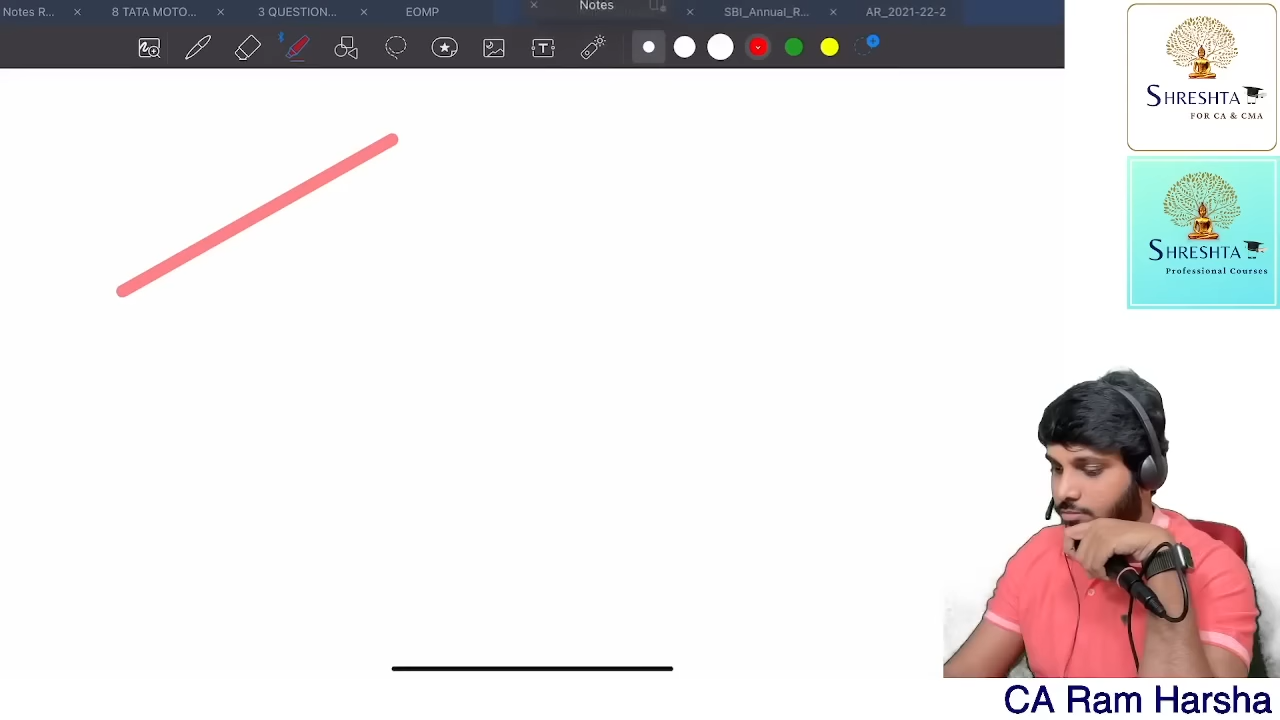 Notes R...
8 TATA MOTO...
3 QUESTION...
EOMP
Notes
SBI_Annual_R...
AR_2021-22-2
T
SHRESHTA
FOR CA & CMA
SHRESHTA
Professional Courses
CA Ram Harsha